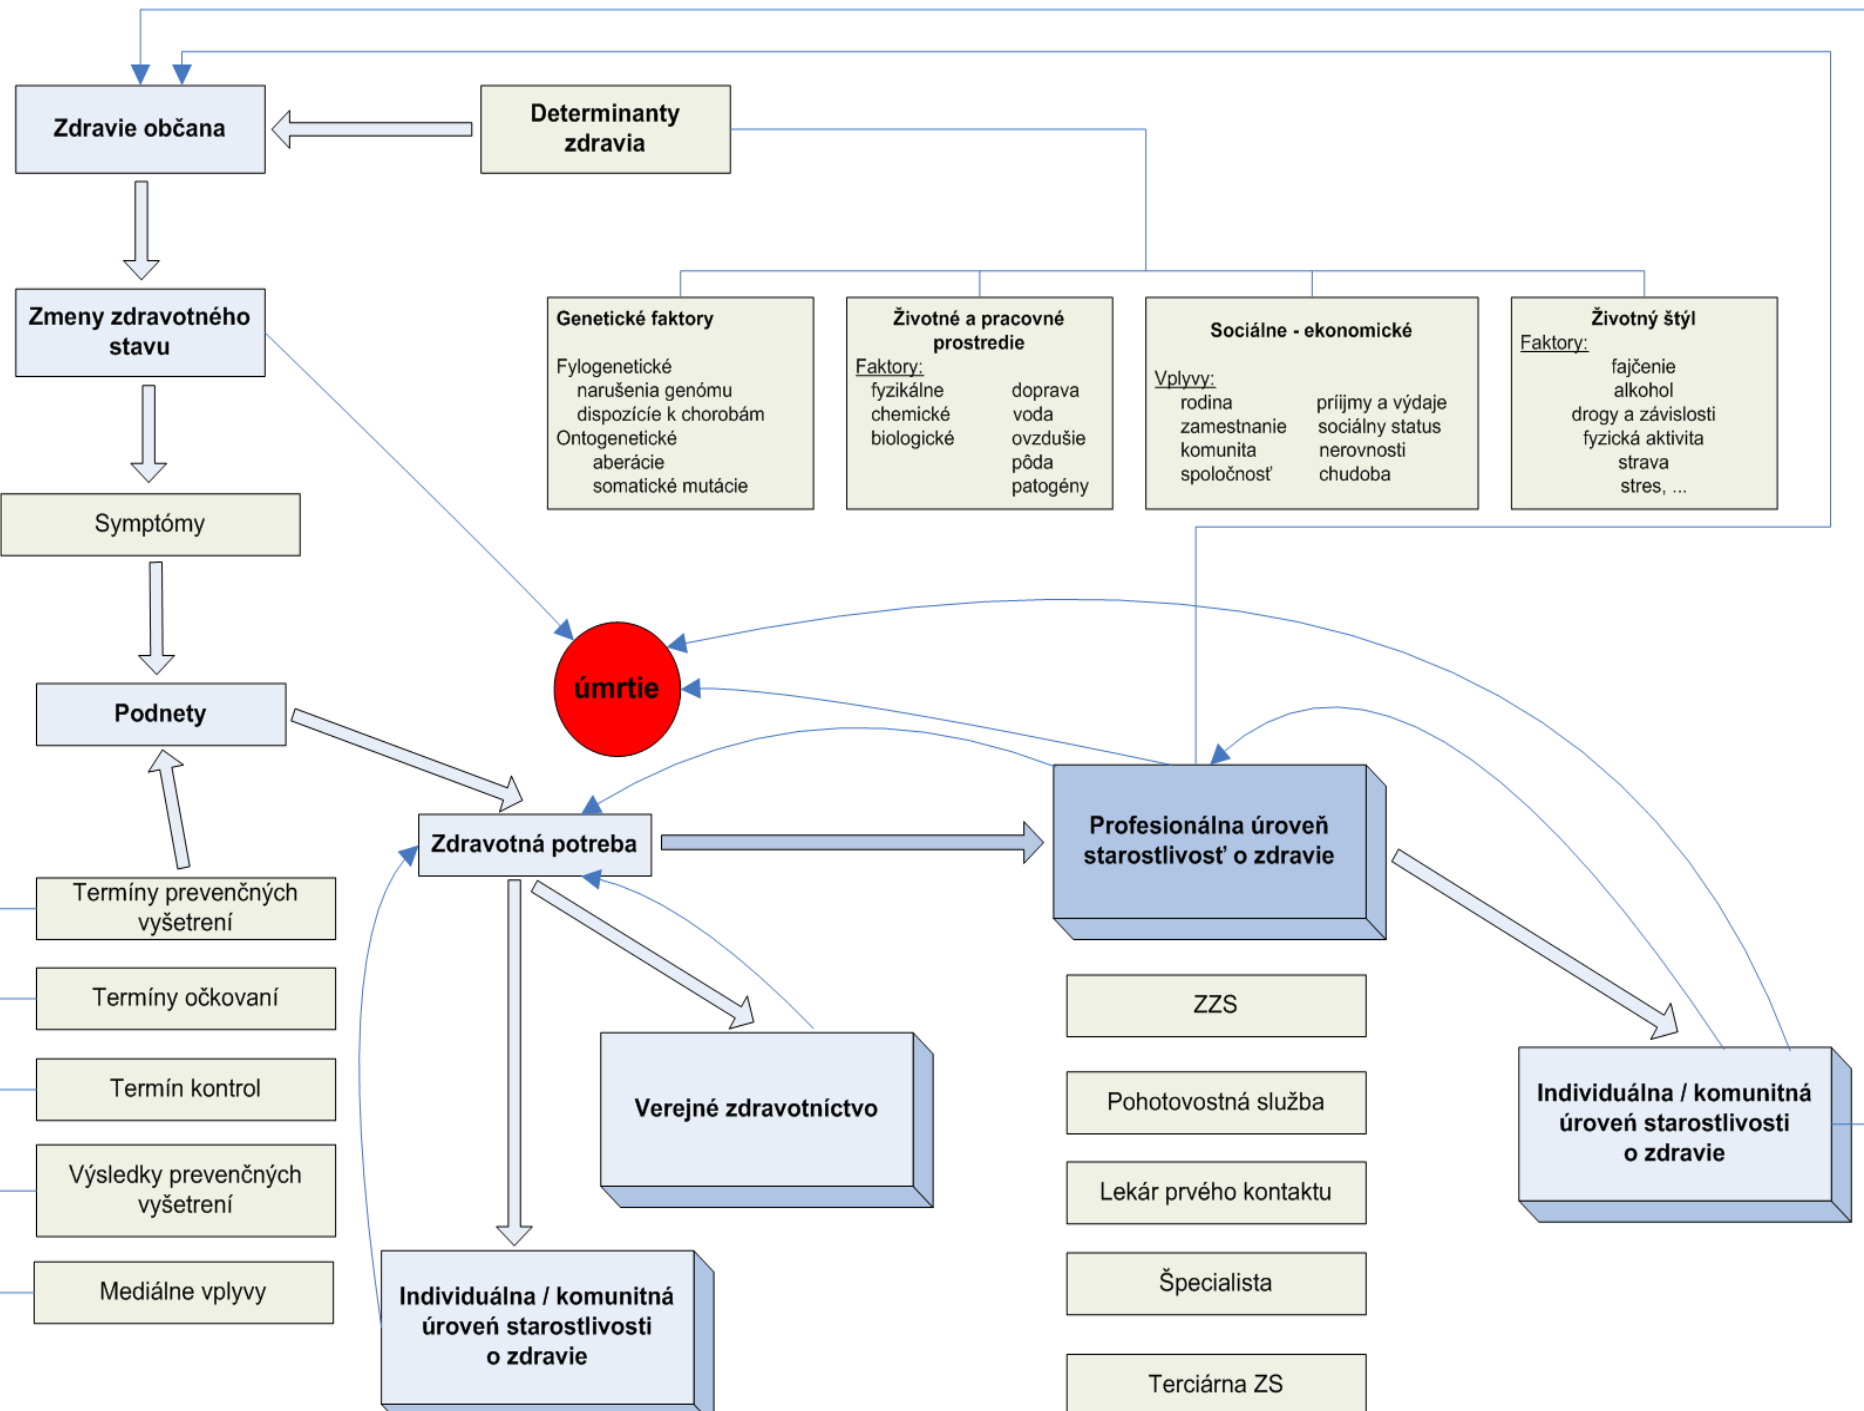 Zdravie občana
Determinanty
zdravia
Zmeny zdravotného
stavu
Genetické faktory
Fylogenetické
narušenia genómu
dispozície k chorobám
Ontogenetické
aberácie
somatické mutácie
Životné a pracovné
prostredie
Faktory:
fyzikálne doprava
chemické voda
biologické ovzdušie
pôda
patogény
Sociálne - ekonomické
Vplyvy:
rodina príijmy a výdaje
zamestnanie sociálny status
komunita nerovnosti
spoločnosť chudoba
Životný štýl
Faktory:
fajčenie
alkohol
drogy a závislosti
fyzická aktivita
strava
stres, ...
Symptómy
úmrtie
Podnety
Zdravotná potreba
Profesionálna úroveň
starostlivosť o zdravie
Termíny prevenčných
vyšetrení
Termíny očkovaní
Termín kontrol
Výsledky prevenčných
vyšetrení
Mediálne vplyvy
Verejné zdravotníctvo
Individuálna / komunitná
úroveň starostlivosti
o zdravie
ZZS
Pohotovostná služba
Lekár prvého kontaktu
Špecialista
Terciárna ZS
Individuálna / komunitná
úroveň starostlivosti
o zdravie